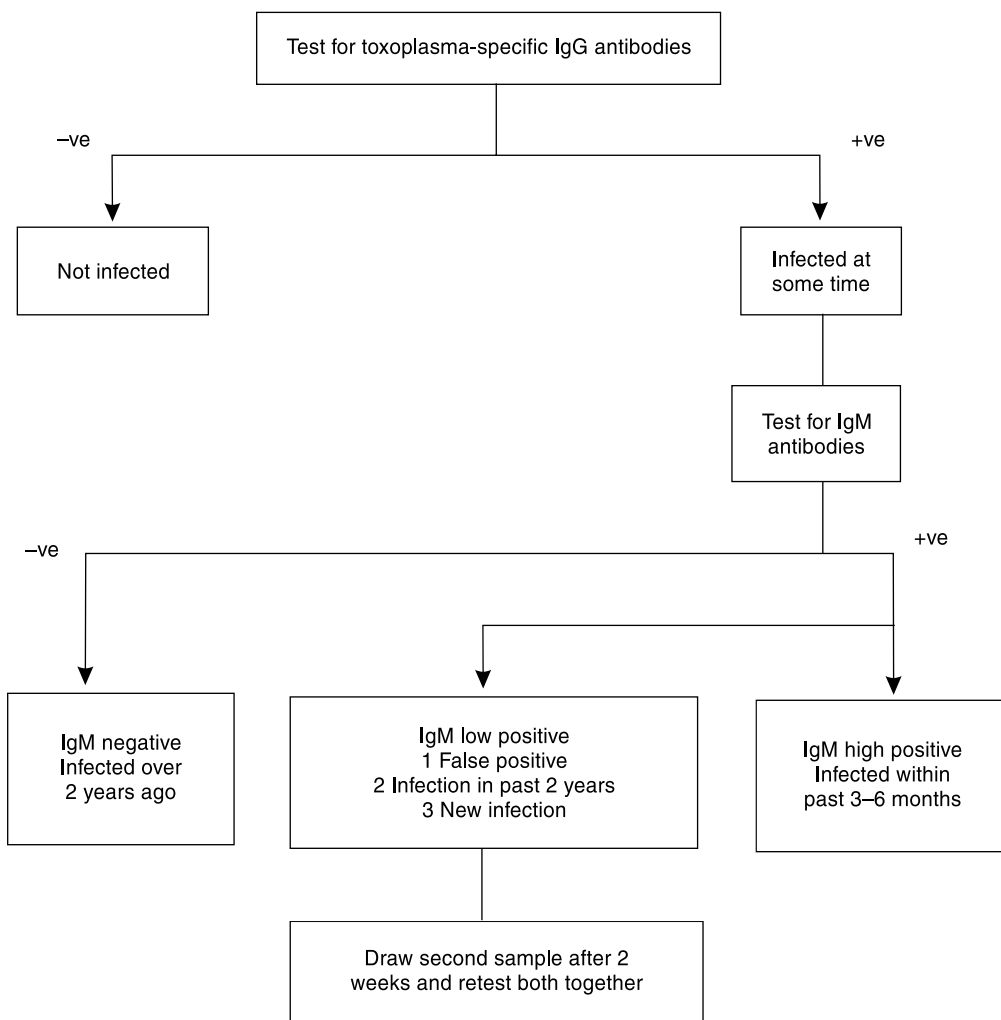 Test for toxoplasma-specific IgG antibodies
–ve
+ve
Not infected
Infected at
some time
Test for IgM
antibodies
–ve
+ve
IgM negative
Infected over
2 years ago
IgM low positive
1 False positive
2 Infection in past 2 years
3 New infection
IgM high positive
Infected within
past 3–6 months
Draw second sample after 2
weeks and retest both together